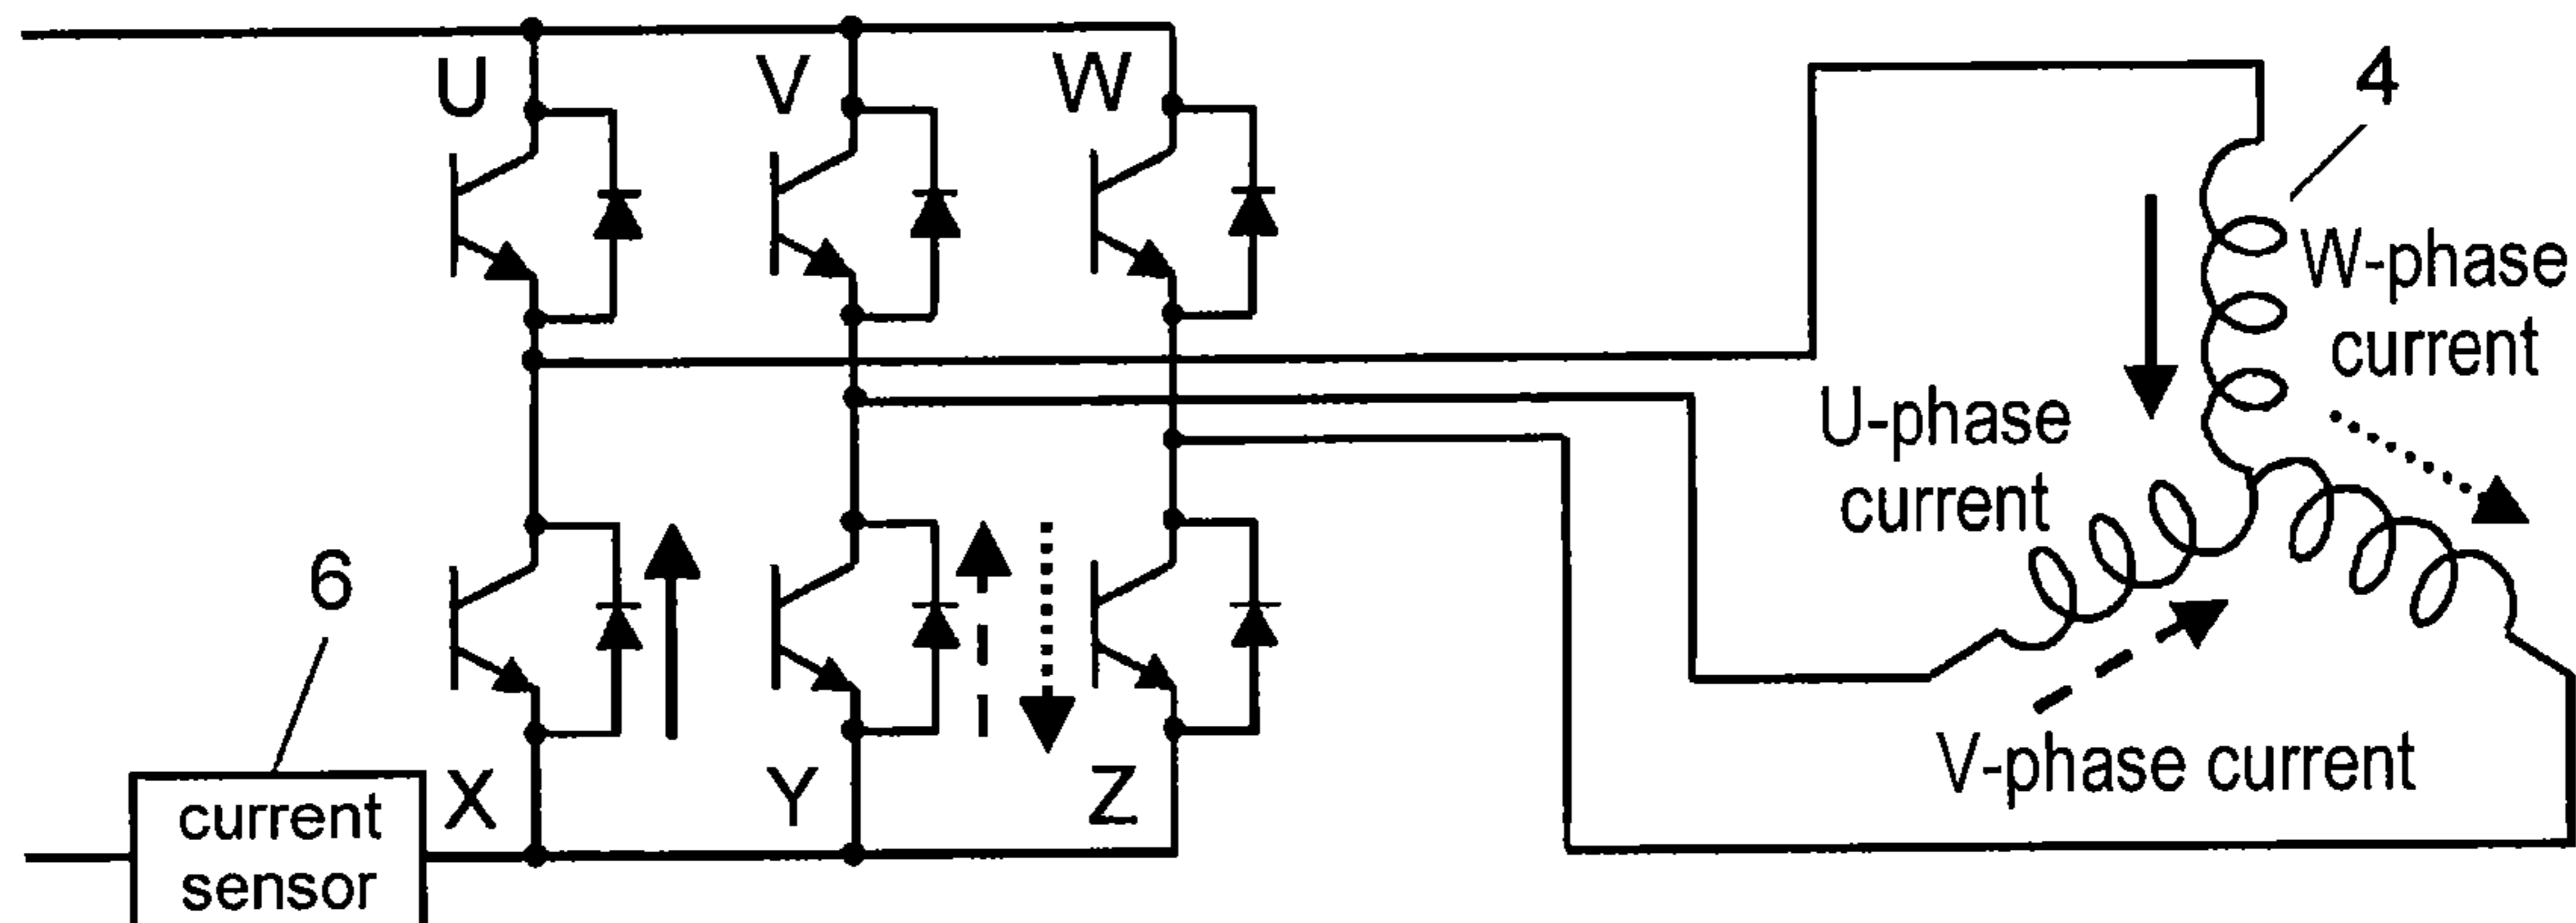 U
V
W
4
W-phase
current
U-phase
current
6
V-phase current
X
Y
Z
current
sensor